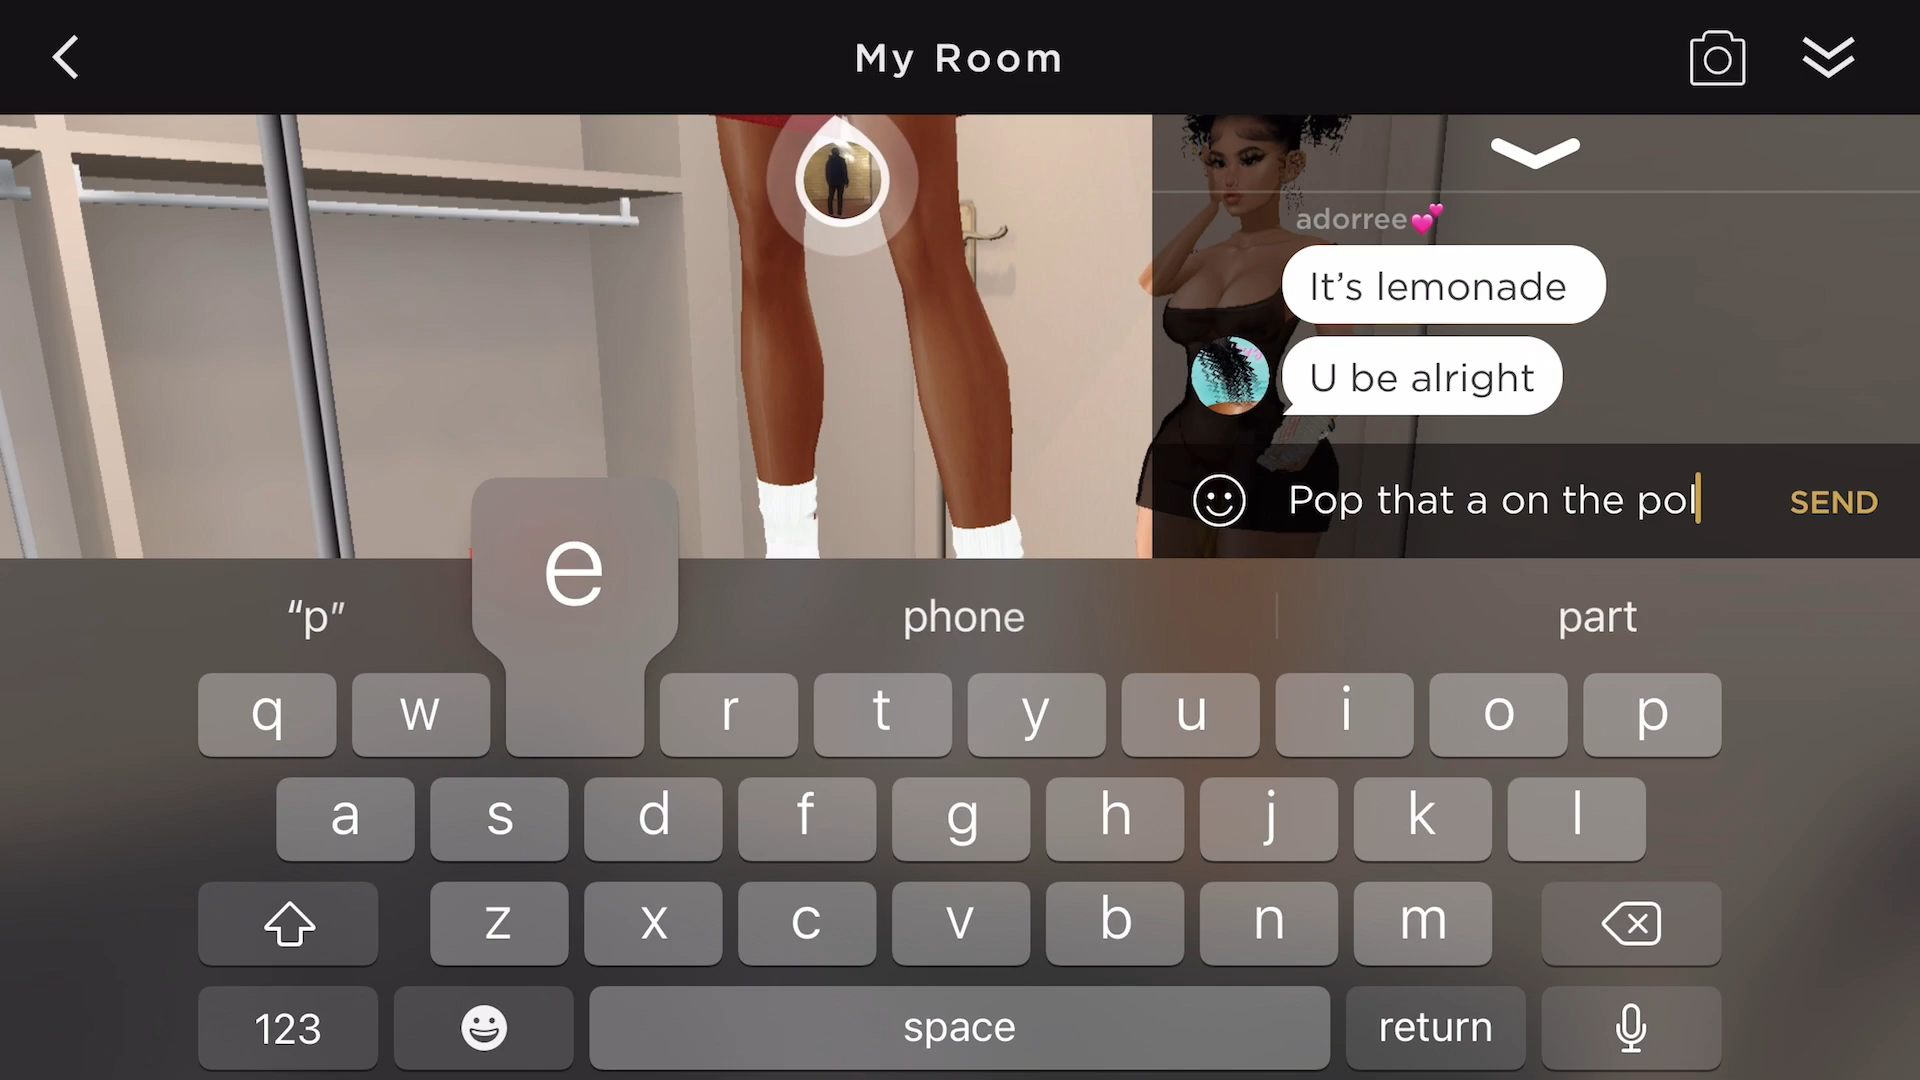 My Room
adorree💕
It’s lemonade
U be alright
Pop that a on the pol
SEND
“p”
phone
part
e
q w r t y u i o p
a s d f g h j k l
z x c v b n m
123
space
return